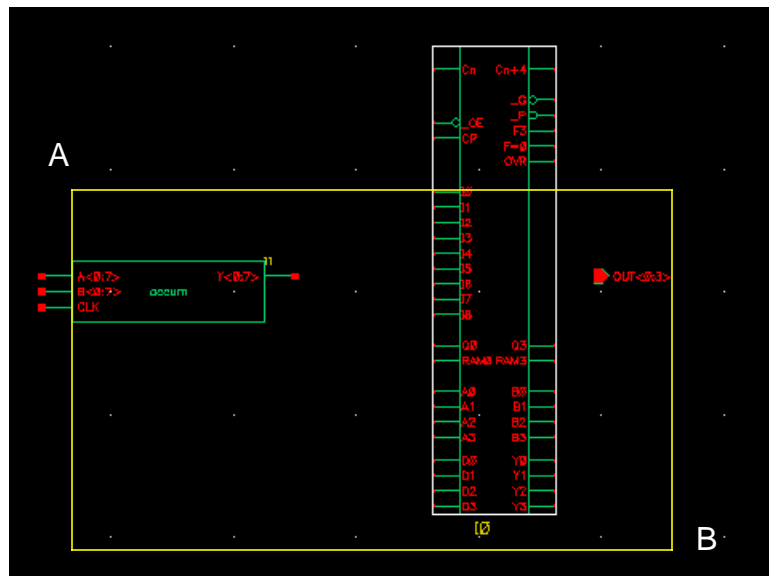 Cn Cn+4
_G
_P
_OE
F3
CP
F=0
OVR
A
I0
I1
I2
I3
I4
I5
I6
I7
I8
I1
A<0:7> Y<0:7>
B<0:7> accum
CLK
OUT<0:3>
Q0 Q3
RAM0 RAM3
A0 B0
A1 B1
A2 B2
A3 B3
D0 Y0
D1 Y1
D2 Y2
D3 Y3
I0
B